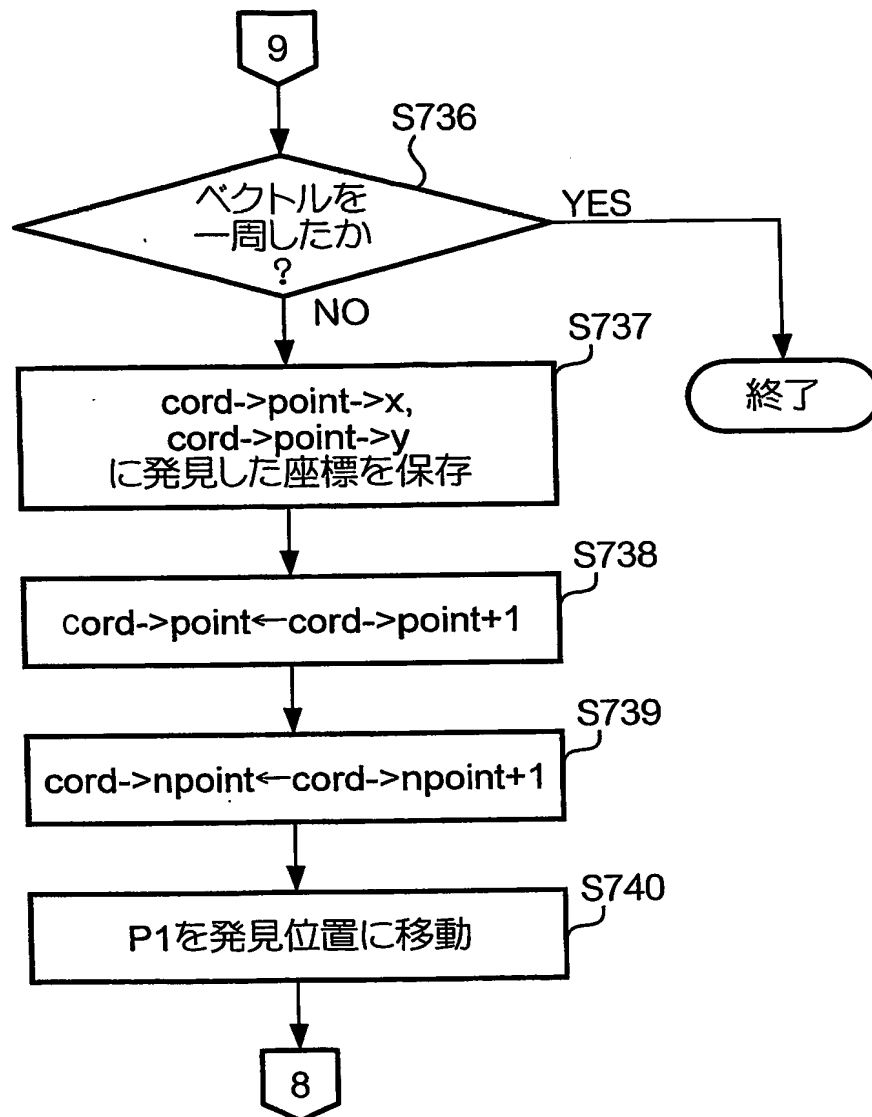 9
S736
ベクトルを
一周したか
?
YES
NO
S737
cord->point->x,
cord->point->y
に発見した座標を保存
終了
S738
cord->point←cord->point+1
S739
cord->npoint←cord->npoint+1
S740
P1を発見位置に移動
8